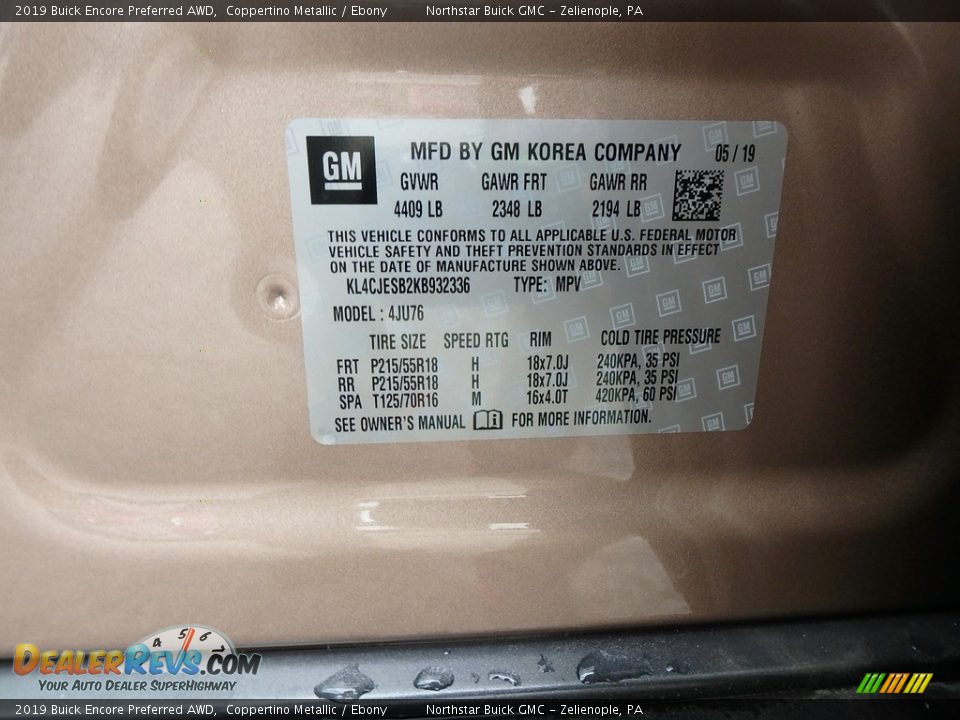 2019 Buick Encore Preferred AWD, Coppertino Metallic / Ebony Northstar Buick GMC - Zelienople, PA
GM MFD BY GM KOREA COMPANY 05 / 19
GVWR GAWR FRT GAWR RR
4409 LB 2348 LB 2194 LB
THIS VEHICLE CONFORMS TO ALL APPLICABLE U.S. FEDERAL MOTOR
VEHICLE SAFETY AND THEFT PREVENTION STANDARDS IN EFFECT
ON THE DATE OF MANUFACTURE SHOWN ABOVE.
KL4CJESB2KB932336 TYPE: MPV
MODEL : 4JU76
TIRE SIZE SPEED RTG RIM COLD TIRE PRESSURE
FRT P215/55R18 H 18x7.0J 240KPA, 35 PSI
RR P215/55R18 H 18x7.0J 240KPA, 35 PSI
SPA T125/70R16 M 16x4.0T 420KPA, 60 PSI
SEE OWNER'S MANUAL FOR MORE INFORMATION.
4 5 6
DEALERREVS.COM
YOUR AUTO DEALER SUPERHIGHWAY
2019 Buick Encore Preferred AWD, Coppertino Metallic / Ebony Northstar Buick GMC - Zelienople, PA